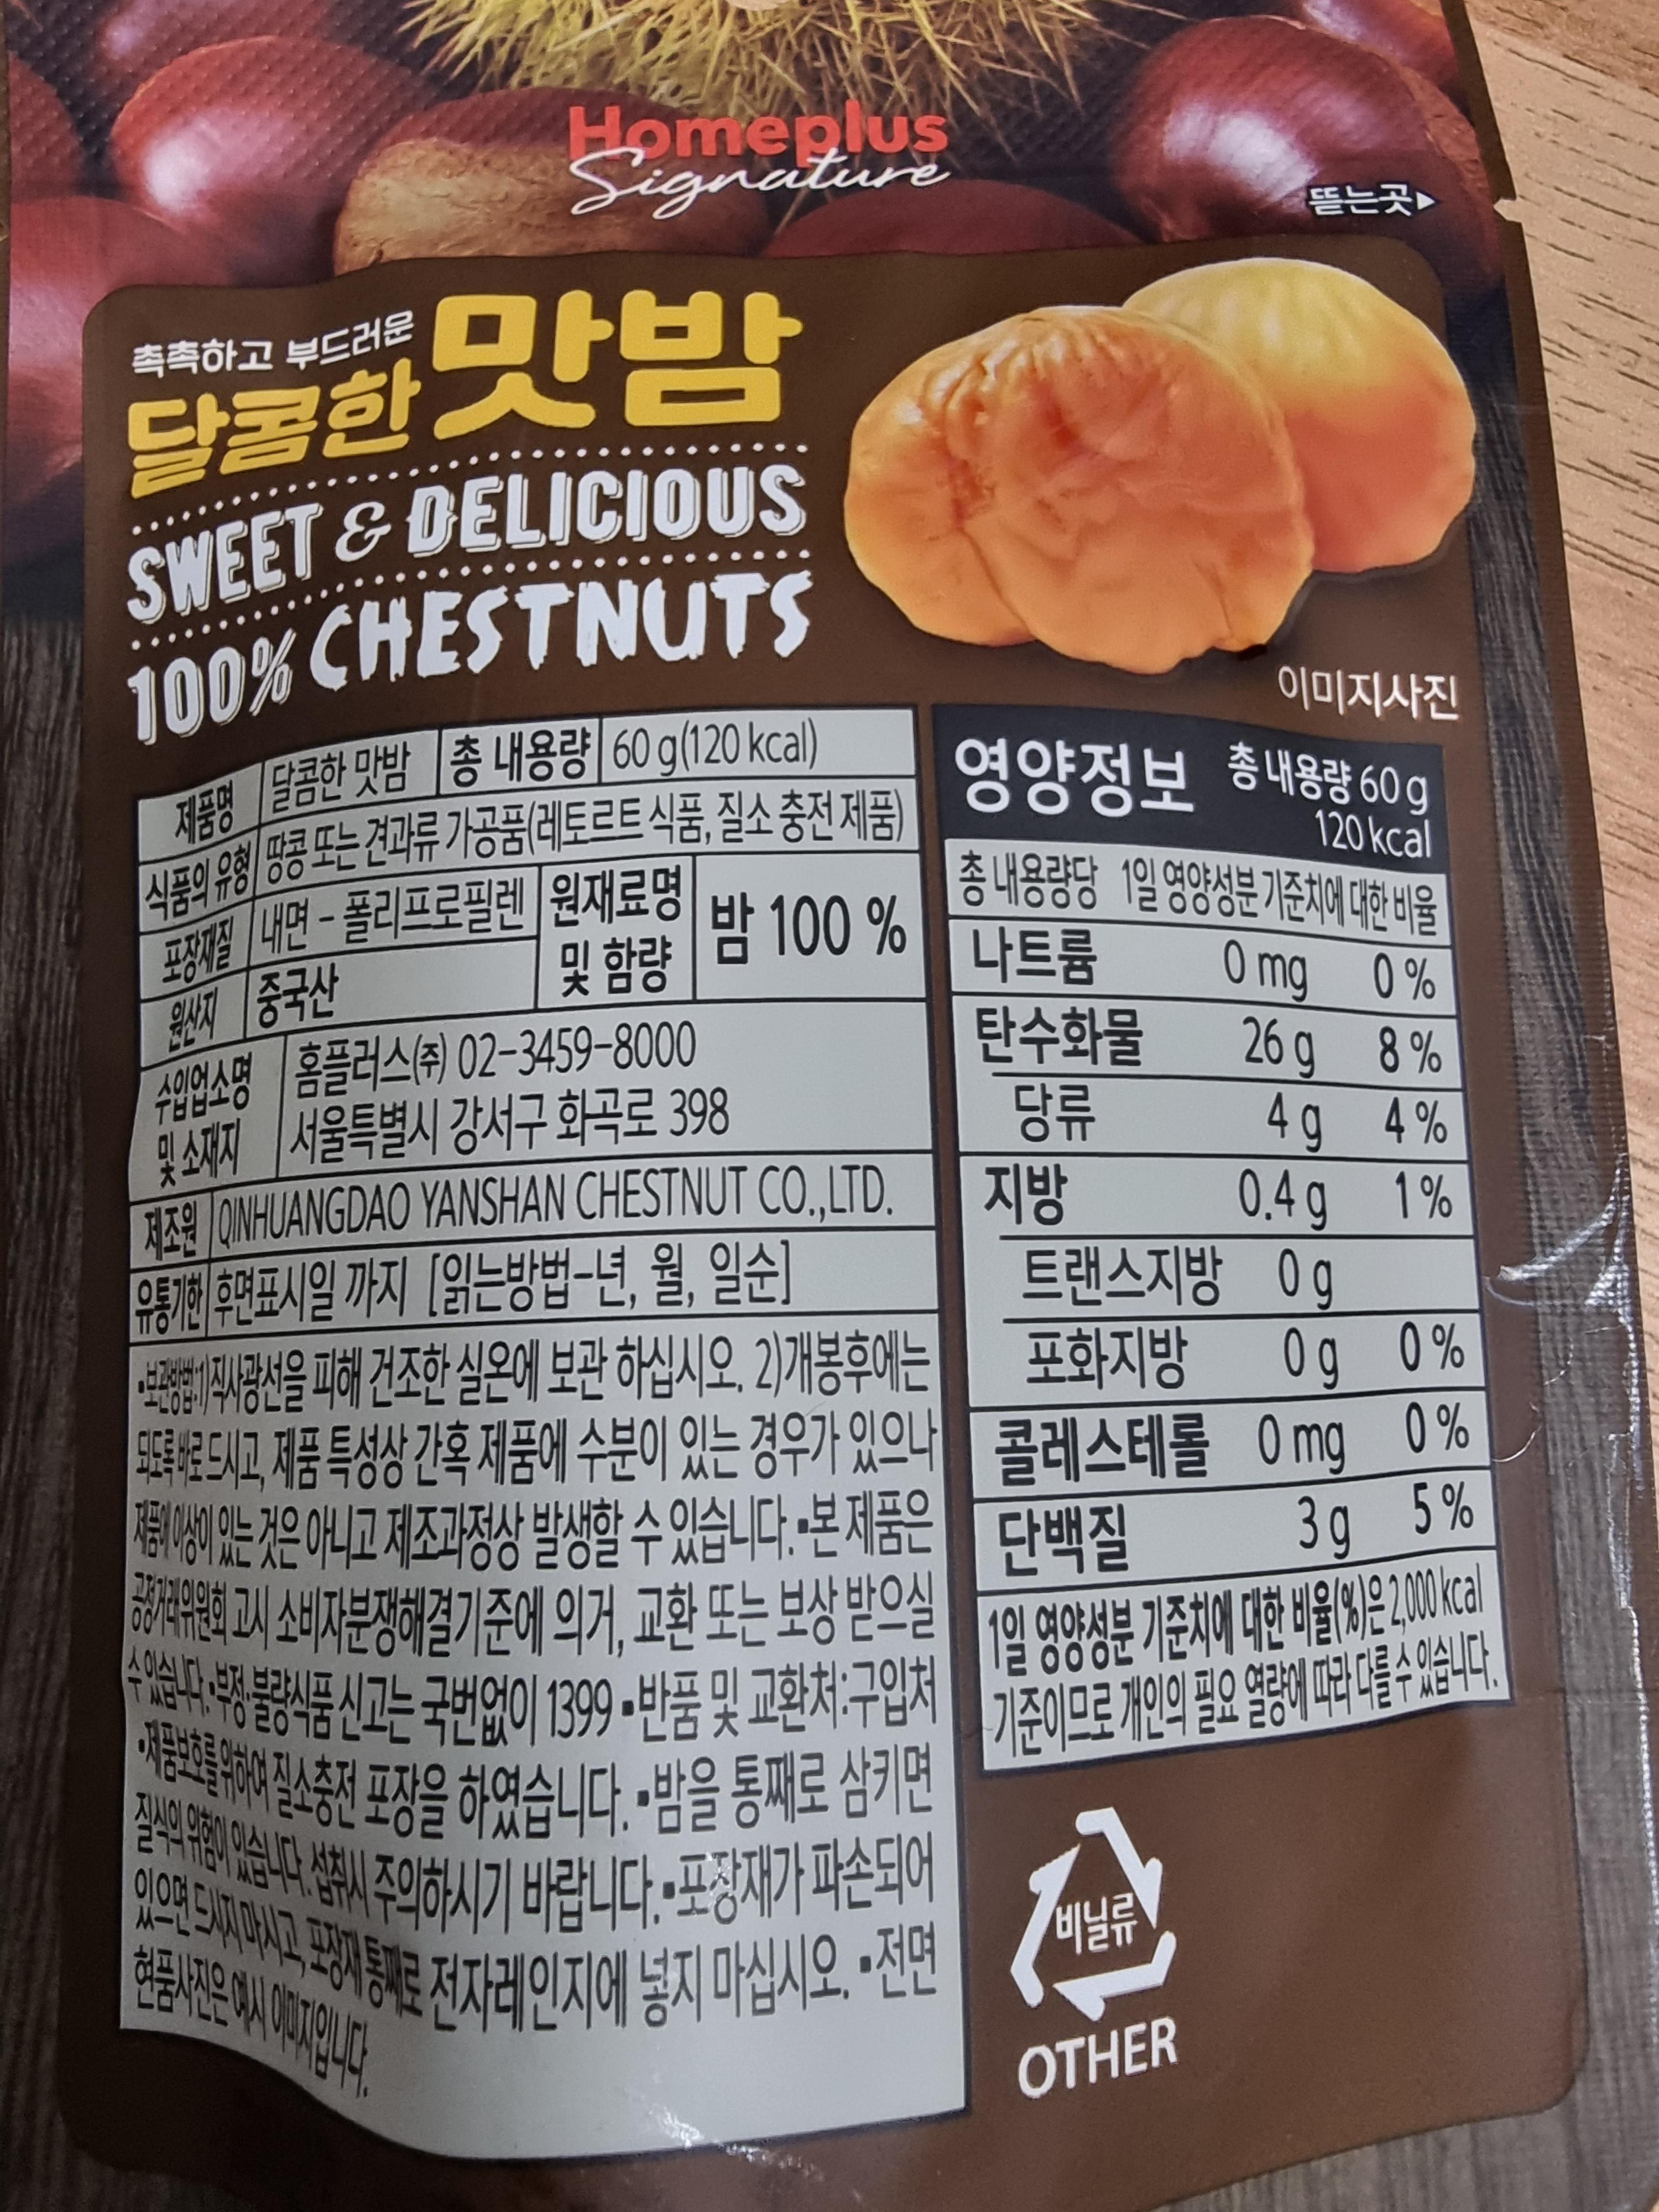 Homeplus
Signature
뜯는곳▶
촉촉하고 부드러운
달콤한 맛밤
SWEET & DELICIOUS
100% CHESTNUTS
이미지사진
제품명 달콤한 맛밤 총 내용량 60 g(120 kcal)
식품의 유형 땅콩 또는 견과류 가공품(레토르트 식품, 질소 충전 제품)
포장재질 내면 - 폴리프로필렌 원재료명 및 함량 밤 100 %
원산지 중국산
수입업소명 및 소재지 홈플러스(주) 02-3459-8000
서울특별시 강서구 화곡로 398
제조원 QINHUANGDAO YANSHAN CHESTNUT CO.,LTD.
유통기한 후면표시일 까지 [읽는방법-년, 월, 일순]
•보관방법:1)직사광선을 피해 건조한 실온에 보관 하십시오. 2)개봉후에는
되도록 바로 드시고, 제품 특성상 간혹 제품에 수분이 있는 경우가 있으나
제품에 이상이 있는 것은 아니고 제조과정상 발생할 수 있습니다. •본 제품은
공정거래위원회 고시 소비자분쟁해결기준에 의거, 교환 또는 보상 받으실
수 있습니다. •부정·불량식품 신고는 국번없이 1399 •반품 및 교환처:구입처
•제품보호를 위하여 질소충전 포장을 하였습니다. •밤을 통째로 삼키면
질식의 위험이 있습니다. 섭취시 주의하시기 바랍니다. •포장재가 파손되어
있으면 드시지 마시고, 포장재 통째로 전자레인지에 넣지 마십시오. •전면
현품사진은 예시 이미지입니다.
영양정보 총 내용량 60 g
120 kcal
총 내용량당 1일 영양성분 기준치에 대한 비율
나트륨 0 mg 0 %
탄수화물 26 g 8 %
당류 4 g 4 %
지방 0.4 g 1 %
트랜스지방 0 g
포화지방 0 g 0 %
콜레스테롤 0 mg 0 %
단백질 3 g 5 %
1일 영양성분 기준치에 대한 비율(%)은 2,000 kcal
기준이므로 개인의 필요 열량에 따라 다를 수 있습니다.
비닐류
OTHER